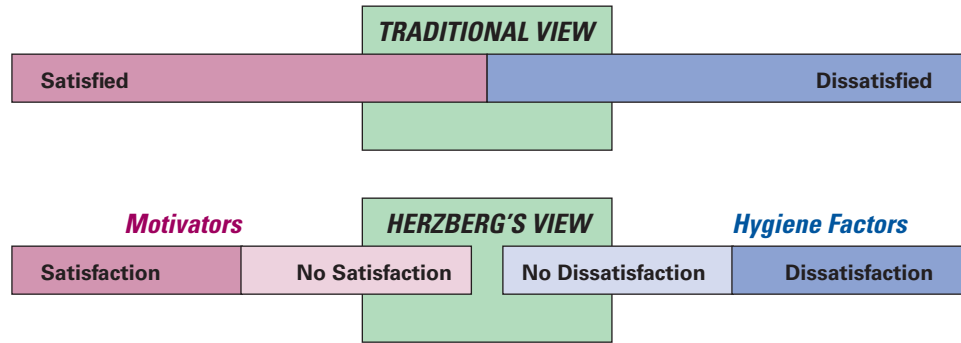 TRADITIONAL VIEW
Satisfied Dissatisfied
Motivators HERZBERG'S VIEW Hygiene Factors
Satisfaction No Satisfaction No Dissatisfaction Dissatisfaction